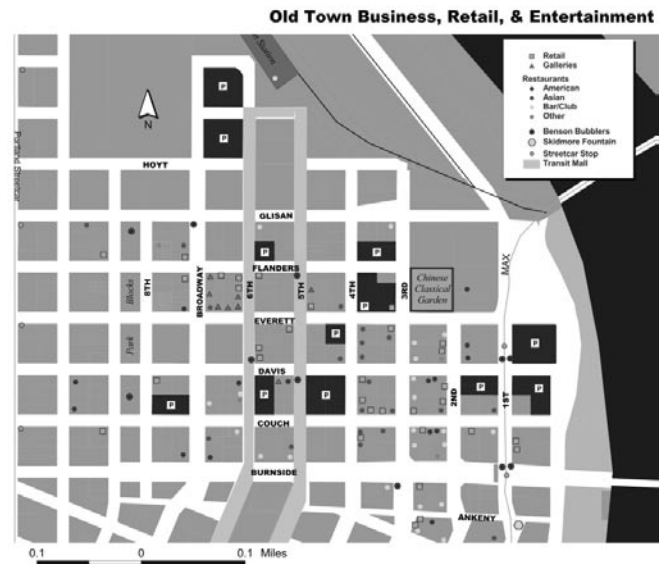 Old Town Business, Retail, & Entertainment
Retail
Galleries
Restaurants
American
Asian
Bar/Club
Other
Benson Bubblers
Skidmore Fountain
Streetcar Stop
Transit Mall
P
N
P
Portland Streetcar
HOYT
GLISAN
P
P
FLANDERS
MAX
Blocks
8TH
BROADWAY
6TH
5TH
4TH
P
3RD
Chinese
Classical
Garden
EVERETT
P
P
Park
DAVIS
P
P
P
P
P
2ND
1ST
COUCH
BURNSIDE
ANKENY
0.1
0
0.1 Miles